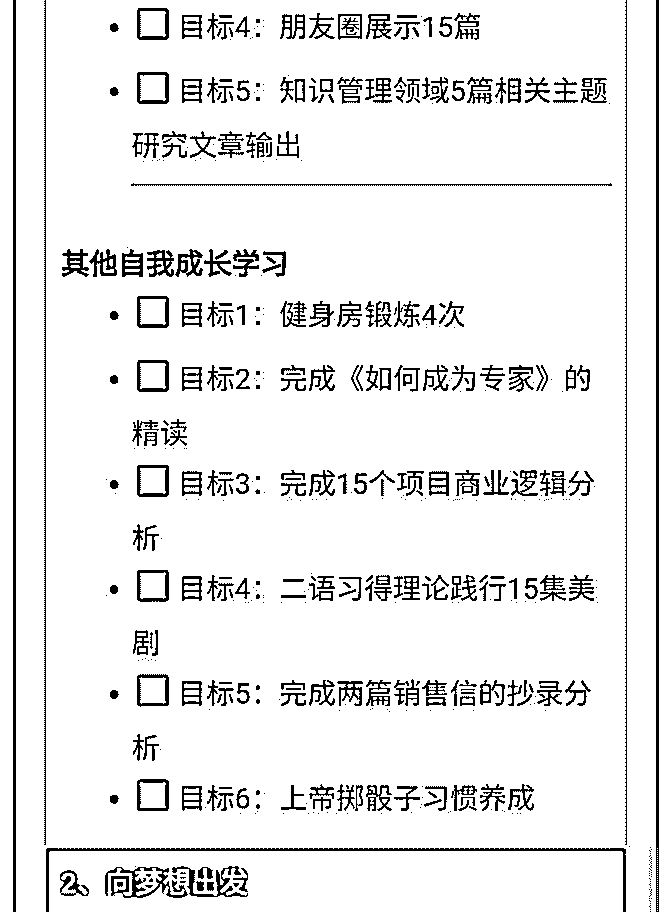 • 目标4：朋友圈展示15篇
• 目标5：知识管理领域5篇相关主题
研究文章输出
其他自我成长学习
• 目标1：健身房锻炼4次
• 目标2：完成《如何成为专家》的
精读
• 目标3：完成15个项目商业逻辑分
析
• 目标4：二语习得理论践行15集美
剧
• 目标5：完成两篇销售信的抄录分
析
• 目标6：上帝掷骰子习惯养成
2、向梦想出发